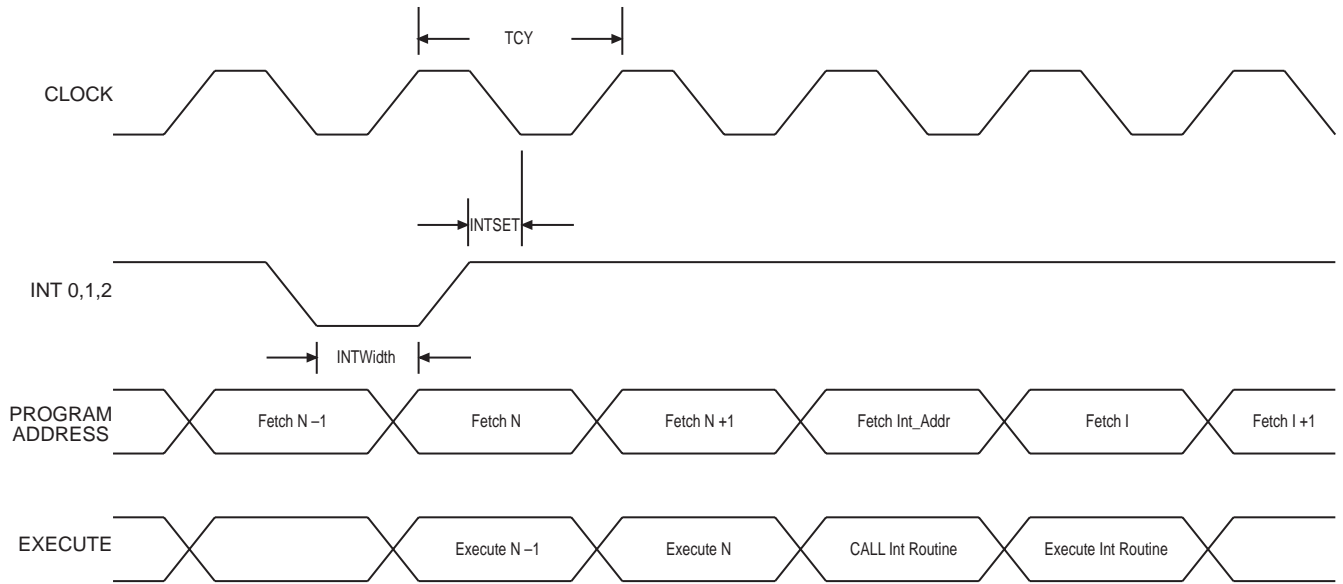 TCY
CLOCK
INTSET
INT 0,1,2
INTWidth
PROGRAM
ADDRESS
Fetch N –1
Fetch N
Fetch N +1
Fetch Int_Addr
Fetch I
Fetch I +1
EXECUTE
Execute N –1
Execute N
CALL Int Routine
Execute Int Routine